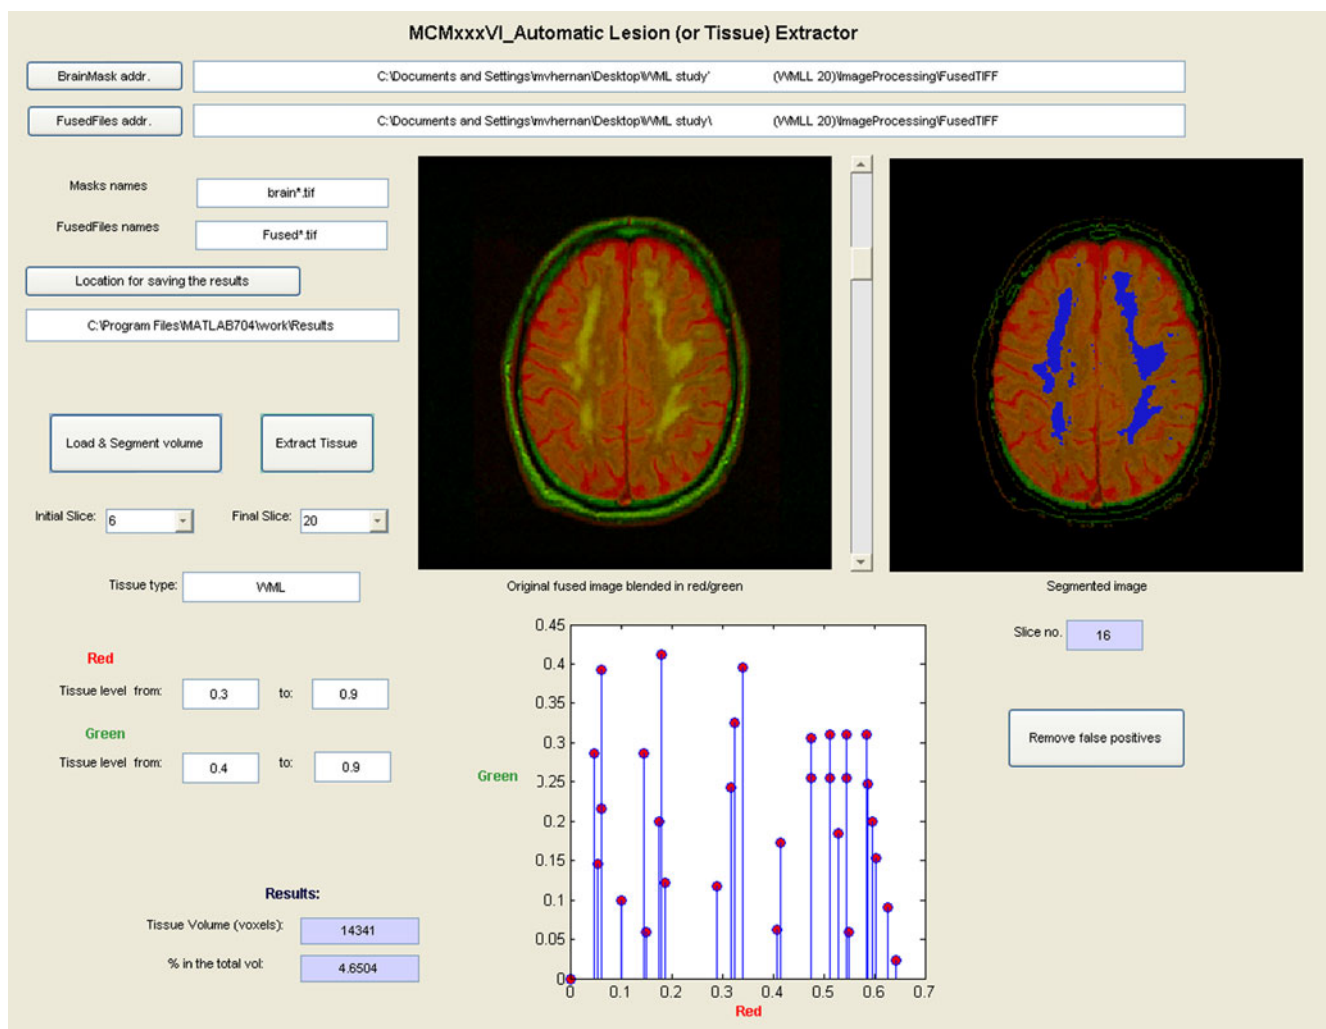 MCMxxxVI_Automatic Lesion (or Tissue) Extractor
BrainMask addr.
C:\Documents and Settings\mvhernan\Desktop\WML study' (WMLL 20)\ImageProcessing\FusedTIFF
FusedFiles addr.
C:\Documents and Settings\mvhernan\Desktop\WML study\ (WMLL 20)\ImageProcessing\FusedTIFF
Masks names
brain*.tif
FusedFiles names
Fused*.tif
Location for saving the results
C:\Program Files\MATLAB704\work\Results
Load & Segment volume
Extract Tissue
Initial Slice: 6
Final Slice: 20
Tissue type: WML
Original fused image blended in red/green
Segmented image
Slice no. 16
Remove false positives
Red
Tissue level from: 0.3 to: 0.9
Green
Tissue level from: 0.4 to: 0.9
Results:
Tissue Volume (voxels): 14341
% in the total vol: 4.6504
0.45
0.4
0.35
0.3
0.25
0.2
0.15
0.1
0.05
0
Green
0 0.1 0.2 0.3 0.4 0.5 0.6 0.7
Red